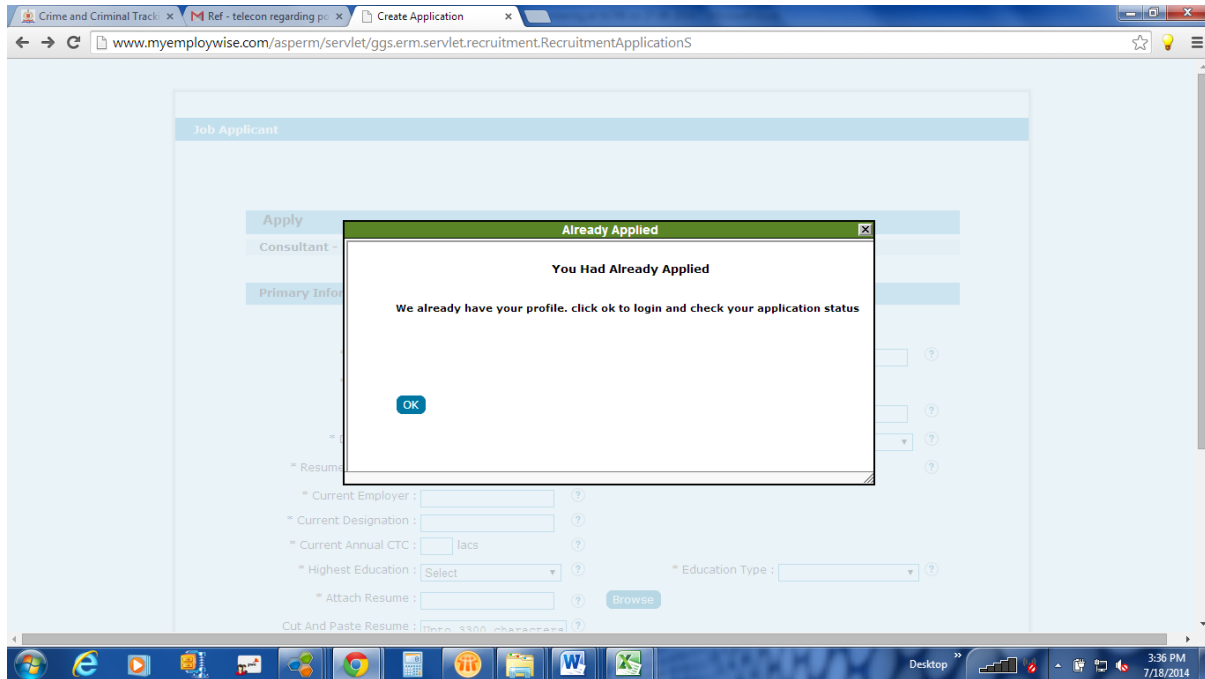 Crime and Criminal Track
Ref - telecon regarding po
Create Application
www.myemploywise.com/asperm/servlet/ggs.erm.servlet.recruitment.RecruitmentApplicationS
Job Applicant
Apply
Consultant -
Primary Infor
Already Applied
You Had Already Applied
We already have your profile. click ok to login and check your application status
OK
* D
* Resume
* Current Employer :
* Current Designation :
* Current Annual CTC : lacs
* Highest Education : Select * Education Type :
* Attach Resume : Browse
Cut And Paste Resume : Upto 3300 characters
Desktop
3:36 PM
7/18/2014